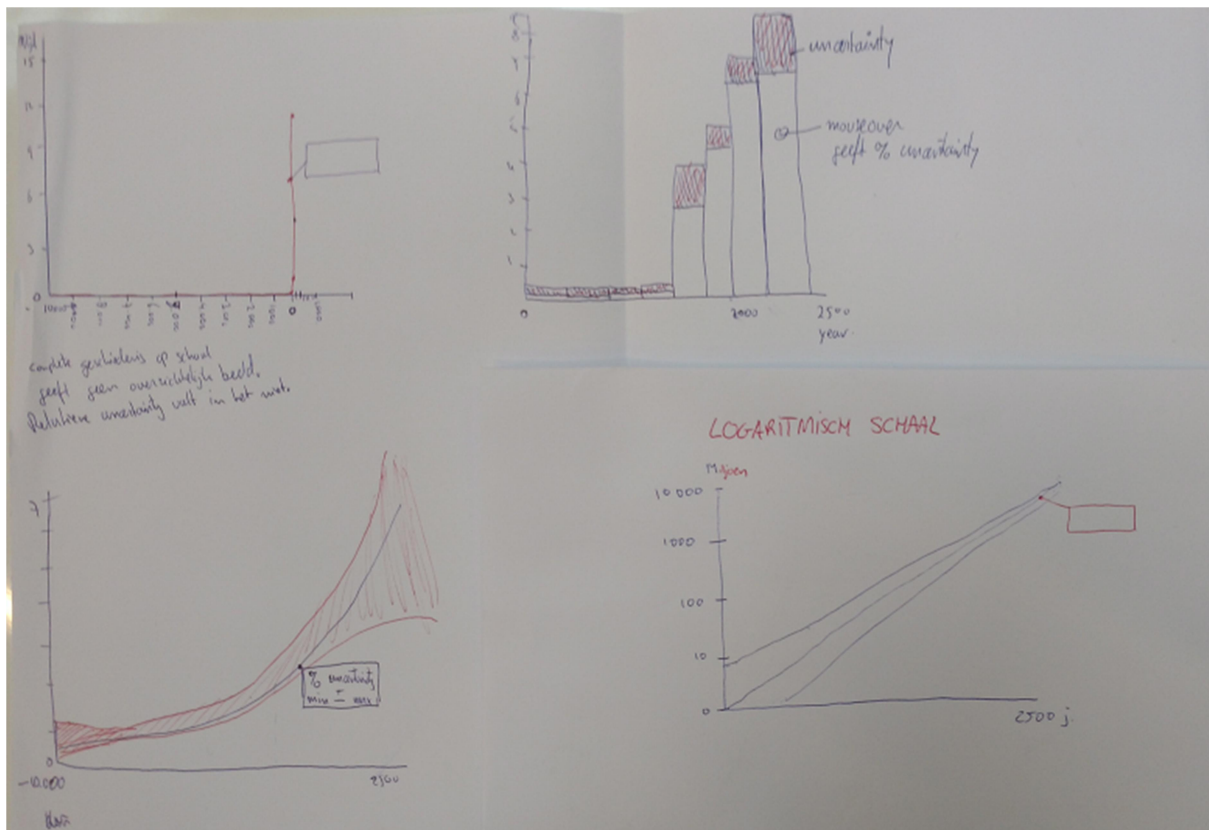 15
12
9
6
3
0
10000
0
complete geschiedenis op schaal
geeft geen overzichtelijk beeld.
Relatieve uncertainty valt in het niet.
7
6
5
4
3
2
1
0
2000
2500
year.
uncertainty
mouseover
geeft % uncertainty
7
0
-10.000
2500
% uncertainty
min - max
LOGARITMISCH SCHAAL
Miljoen
10 000
1000
100
10
0
2500 j.